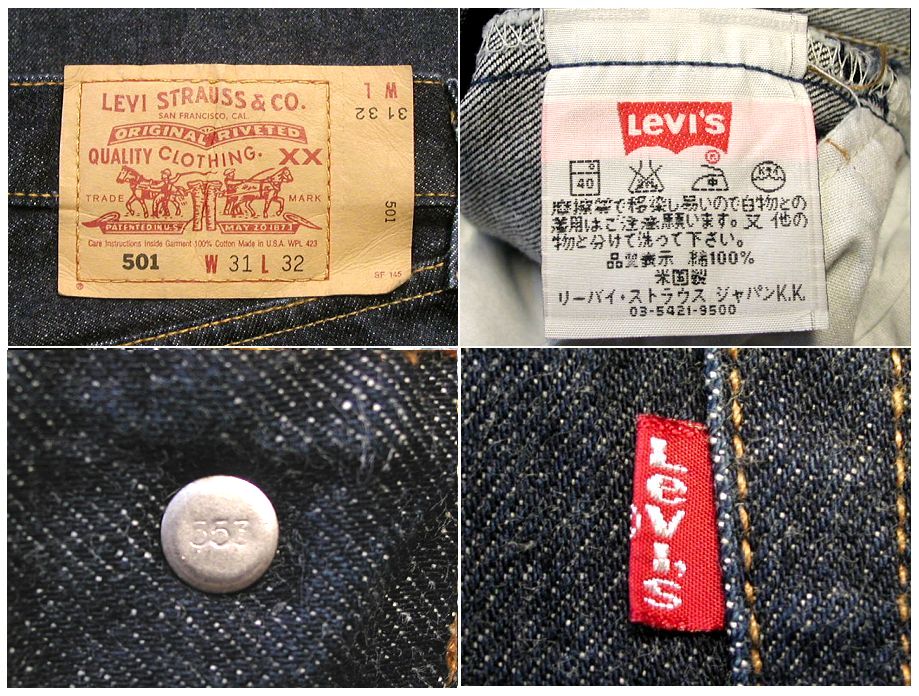 LEVI STRAUSS & CO.
SAN FRANCISCO, CAL.
ORIGINAL RIVETED
QUALITY CLOTHING. XX
TRADE MARK
PATENTED IN U.S. MAY 20 1873
Care Instructions Inside Garment 100% Cotton Made in U.S.A. WPL 423
501 W 31 L 32
SF 145
W L
31 32
501
Levi's
40
摩擦等で移染し易いので白物との
着用はご注意願います。又 他の
物と分けて洗って下さい。
品質表示 綿100%
米国製
リーバイ・ストラウス ジャパンK.K.
03-5421-9500
553
Levi's